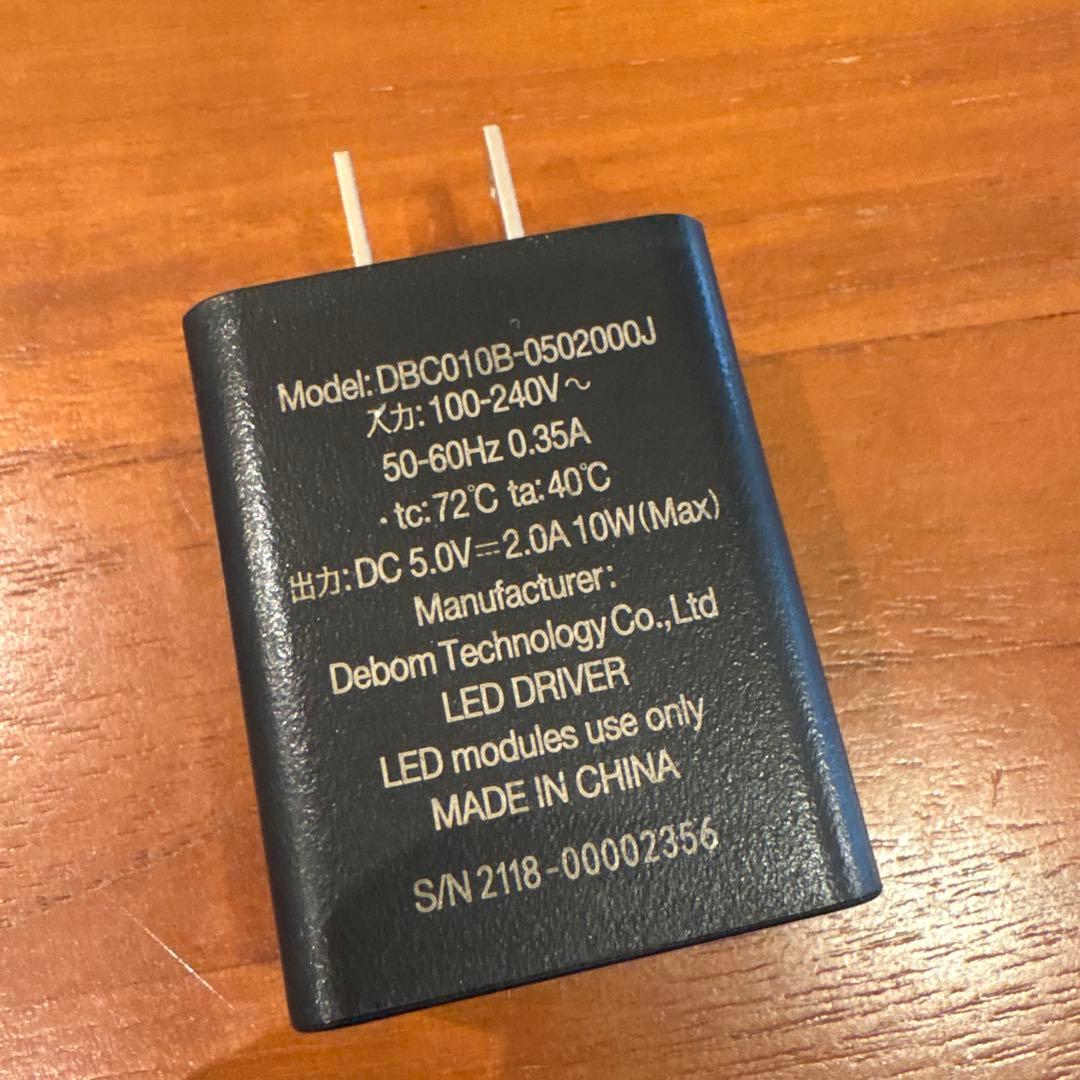 Model: DBC010B-0502000J
入力: 100-240V～
50-60Hz 0.35A
· tc: 72℃ ta: 40℃
出力: DC 5.0V⎓2.0A 10W(Max)
Manufacturer:
Debom Technology Co.,Ltd
LED DRIVER
LED modules use only
MADE IN CHINA
S/N 2118-00002356